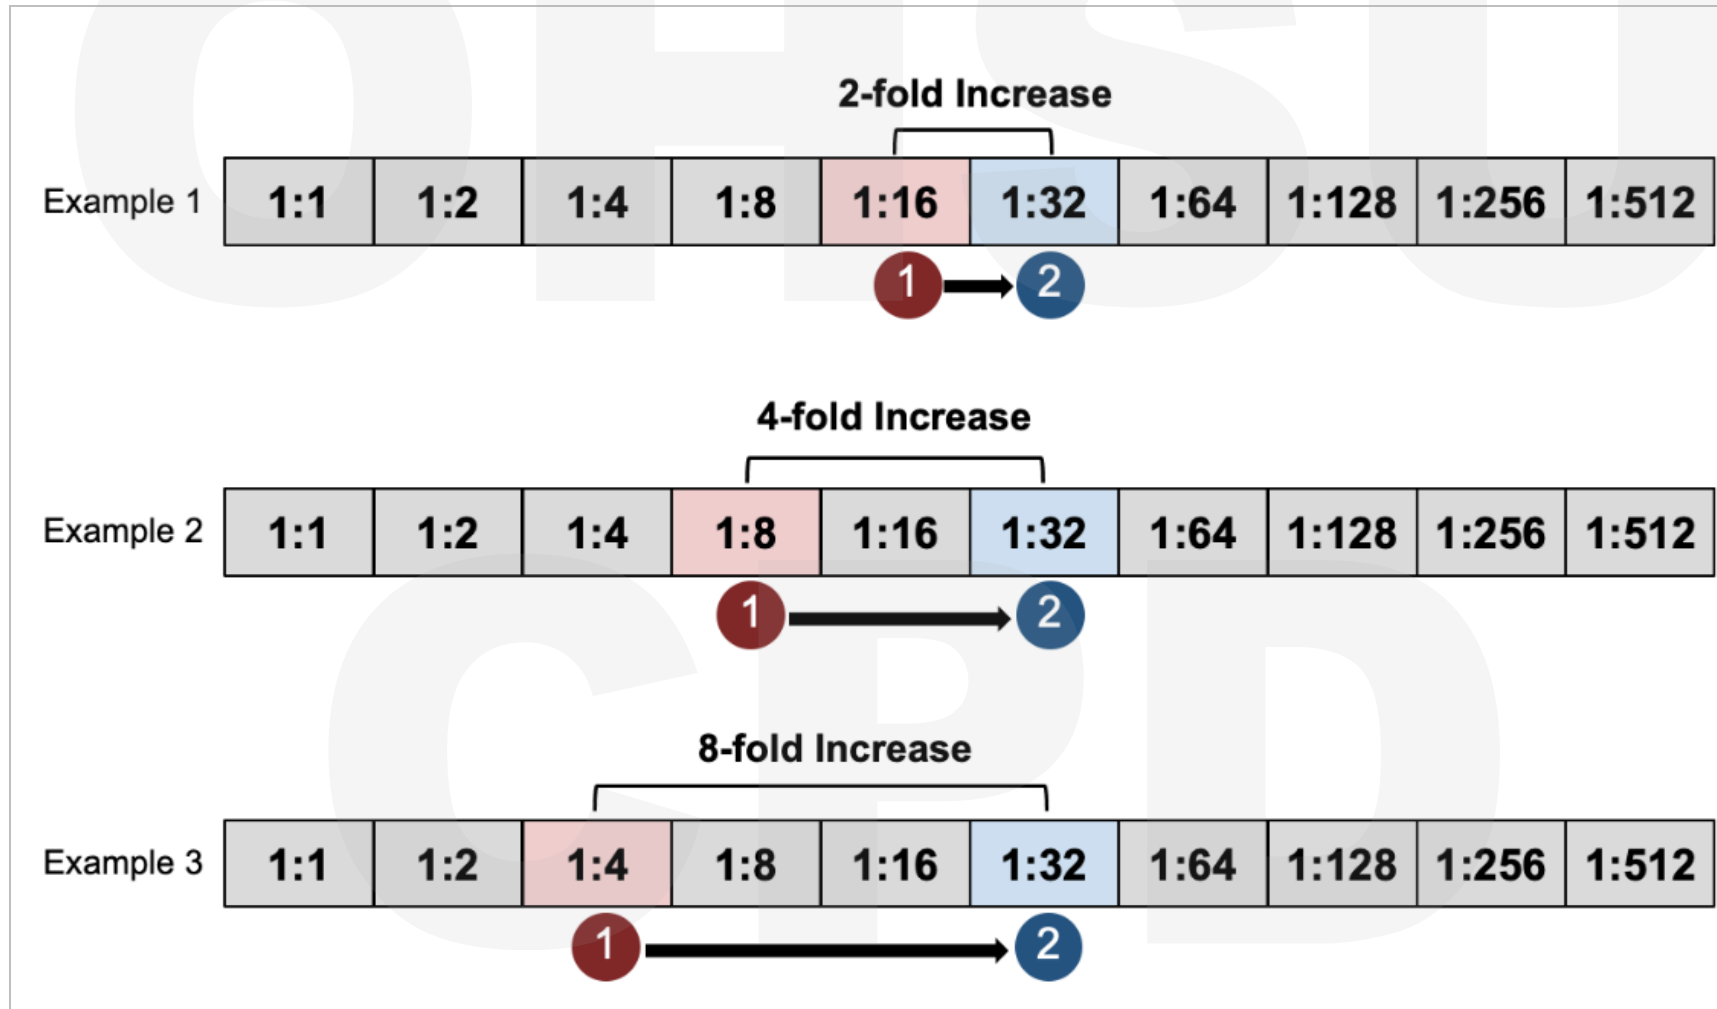 OHSU
2-fold Increase
Example 1 1:1 1:2 1:4 1:8 1:16 1:32 1:64 1:128 1:256 1:512
1 2
4-fold Increase
Example 2 1:1 1:2 1:4 1:8 1:16 1:32 1:64 1:128 1:256 1:512
1 2
CPD
8-fold Increase
Example 3 1:1 1:2 1:4 1:8 1:16 1:32 1:64 1:128 1:256 1:512
1 2